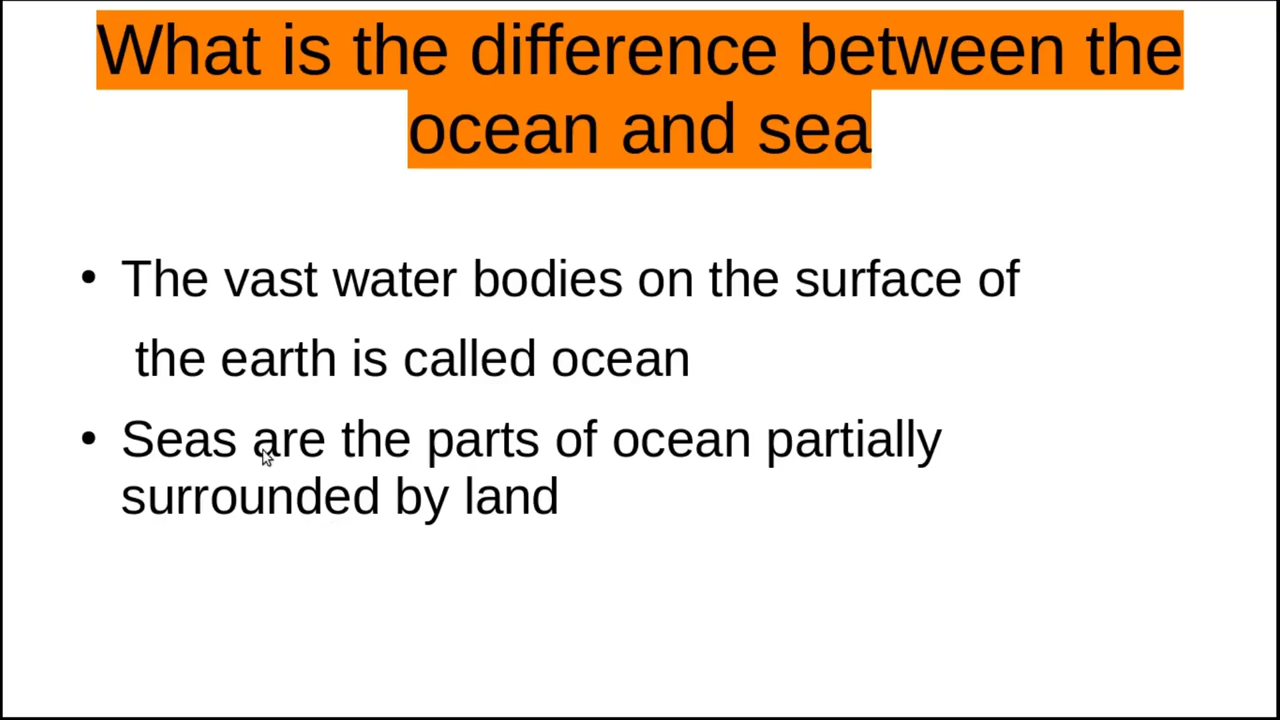 What is the difference between the
ocean and sea
• The vast water bodies on the surface of
the earth is called ocean
• Seas are the parts of ocean partially
surrounded by land